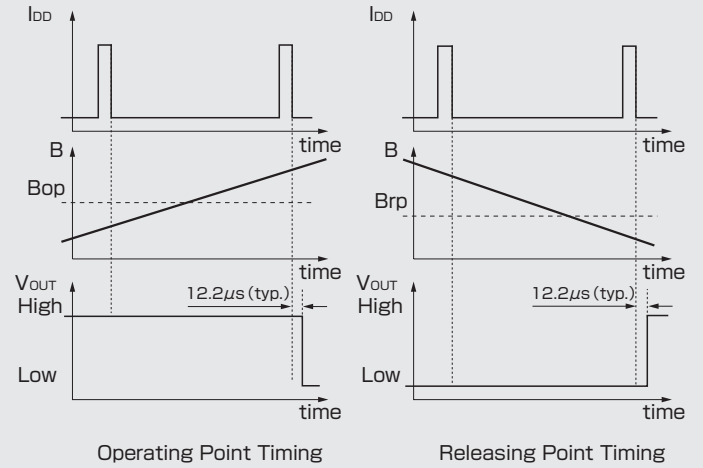 IDD
time
B
Bop
time
VOUT
High
12.2μs (typ.)
Low
time
Operating Point Timing
IDD
time
B
Brp
time
VOUT
High
12.2μs (typ.)
Low
time
Releasing Point Timing